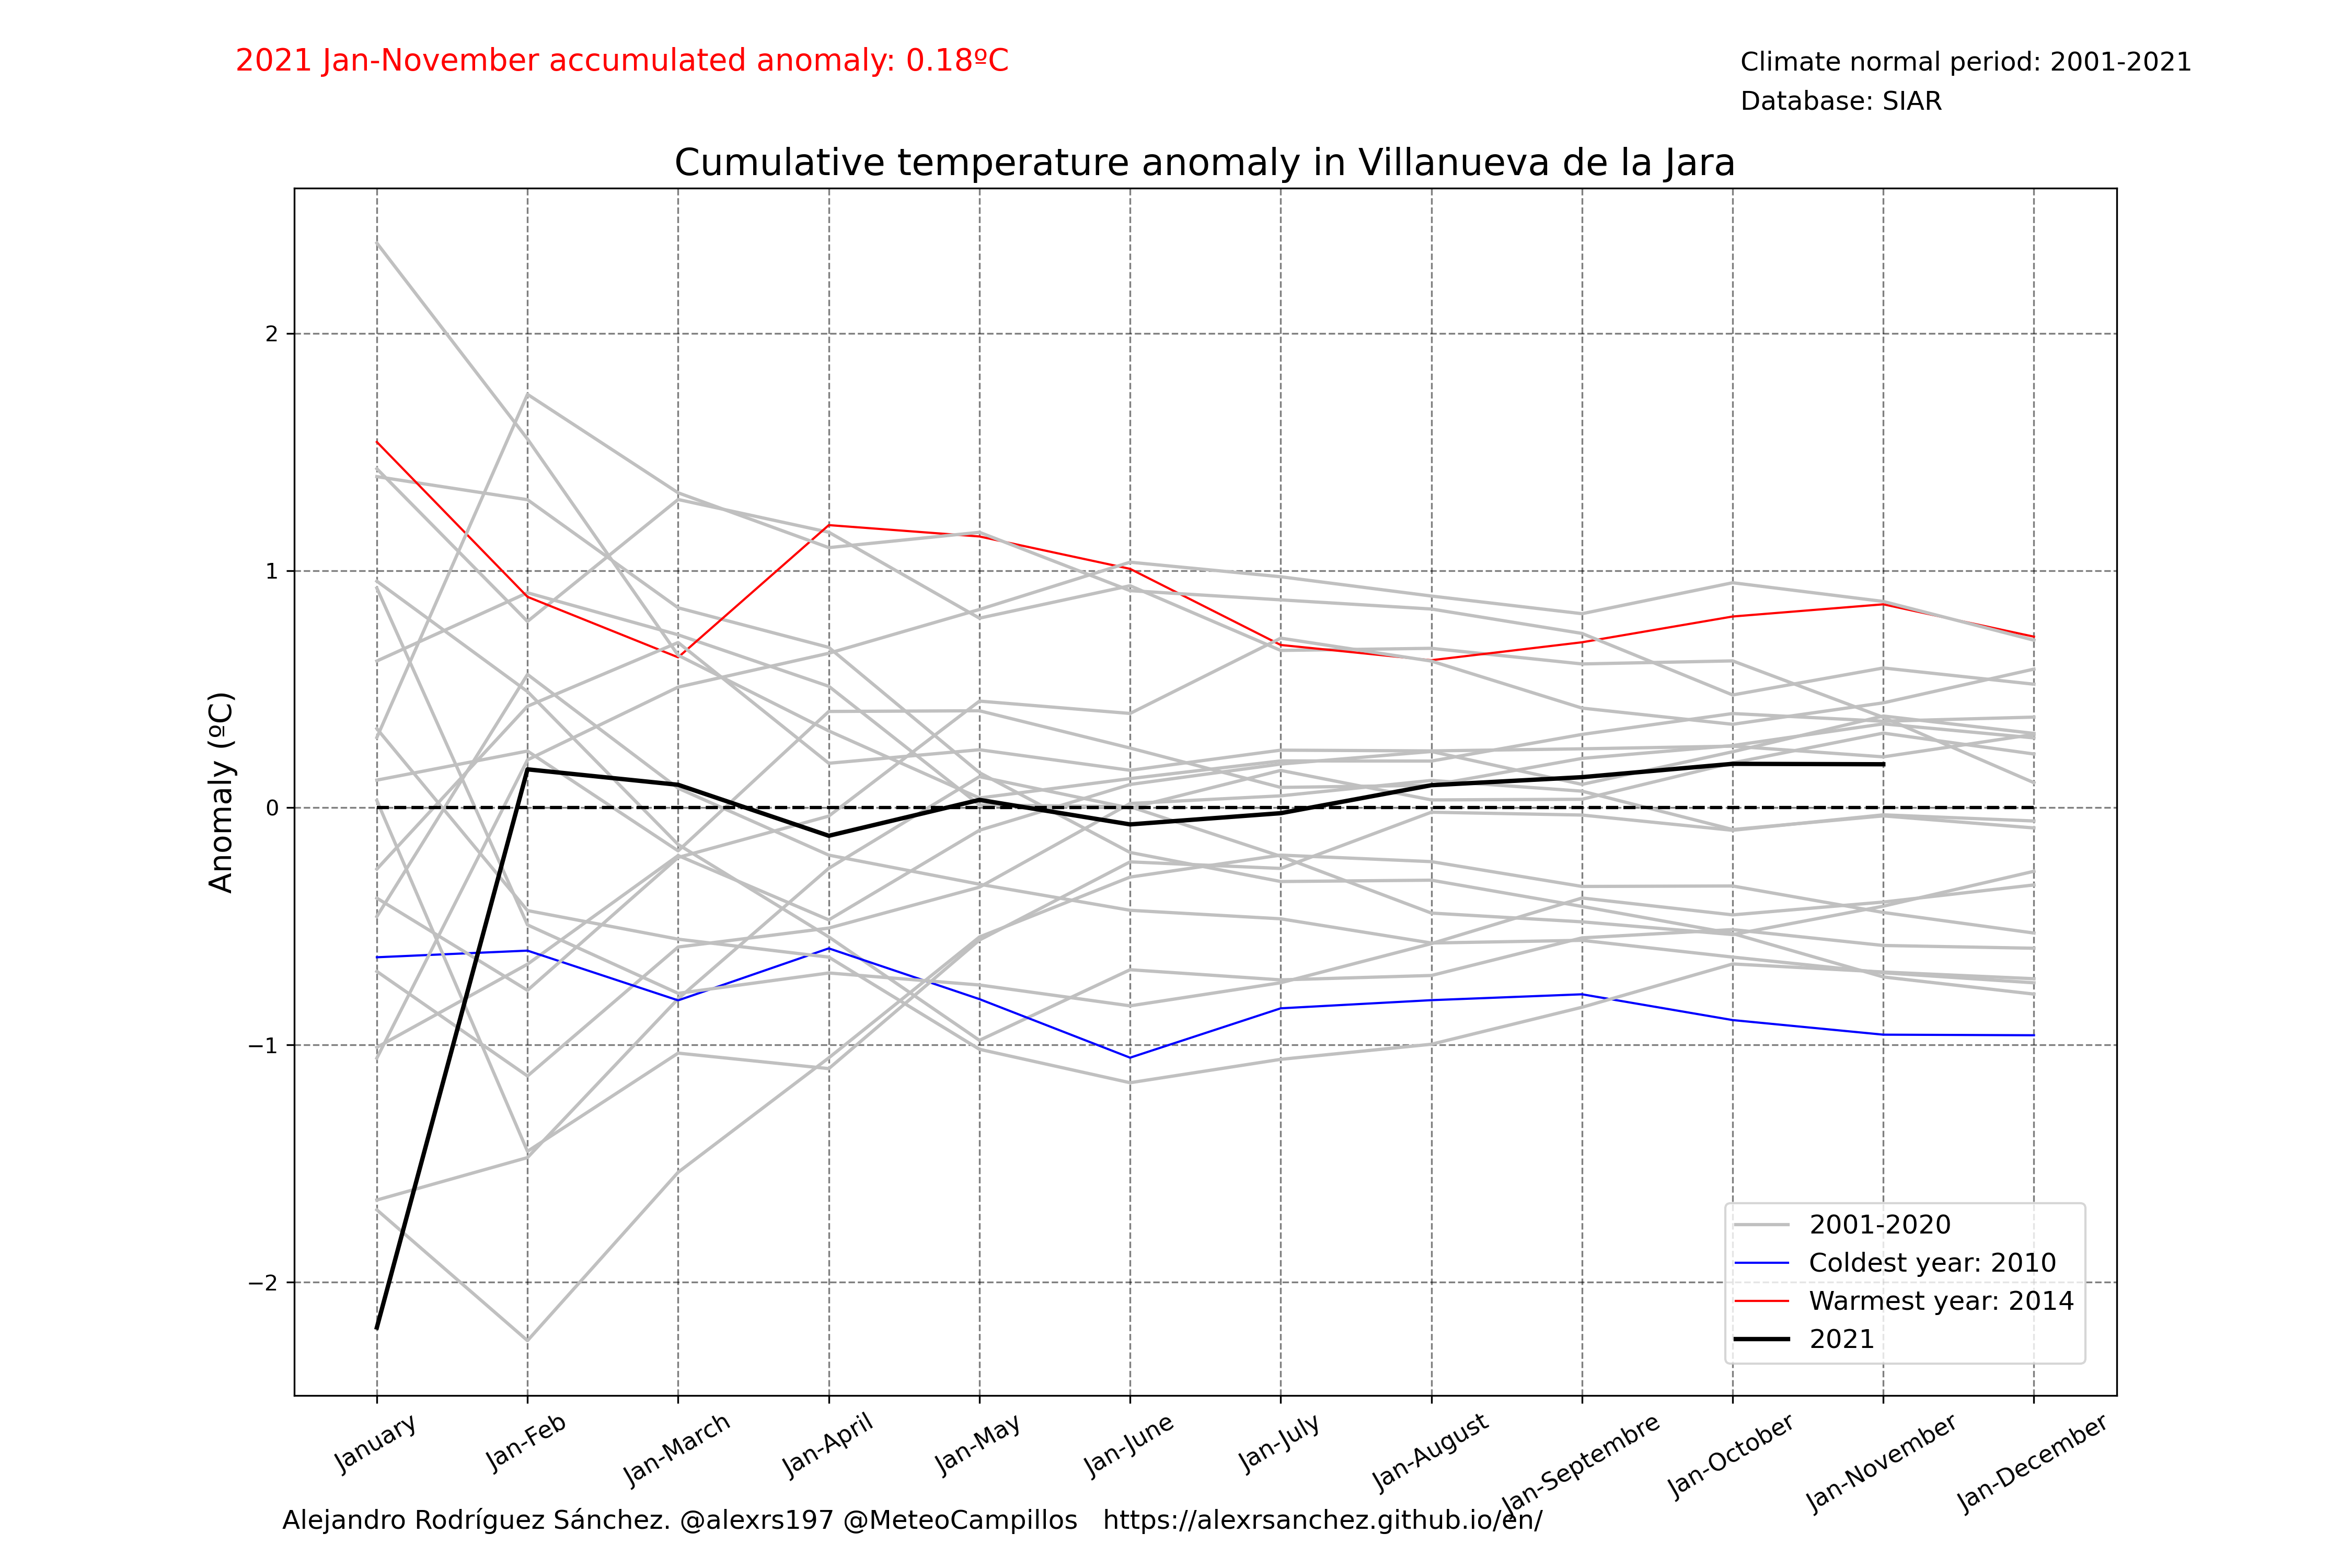 2021 Jan-November accumulated anomaly: 0.18ºC
Climate normal period: 2001-2021
Database: SIAR
Cumulative temperature anomaly in Villanueva de la Jara
Anomaly (ºC)
2
1
0
−1
−2
2001-2020
Coldest year: 2010
Warmest year: 2014
2021
January
Jan-Feb
Jan-March
Jan-April
Jan-May
Jan-June
Jan-July
Jan-August
Jan-Septembre
Jan-October
Jan-November
Jan-December
Alejandro Rodríguez Sánchez. @alexrs197 @MeteoCampillos https://alexrsanchez.github.io/en/